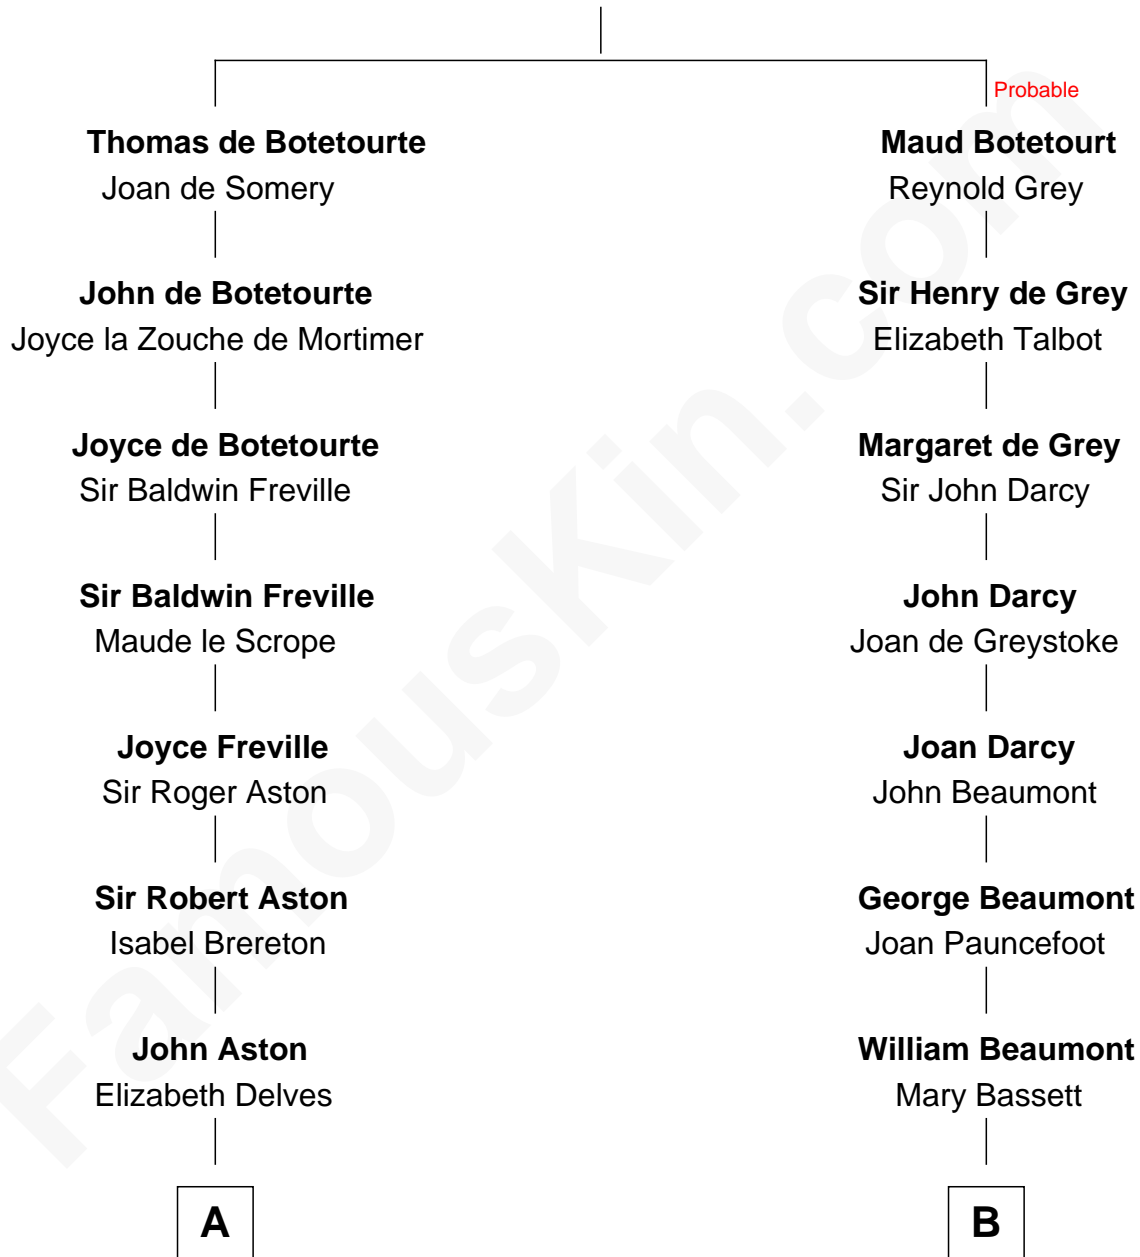 Probable
Thomas de Botetourte
Joan de Somery
Maud Botetourt
Reynold Grey
John de Botetourte
Joyce la Zouche de Mortimer
Sir Henry de Grey
Elizabeth Talbot
Joyce de Botetourte
Sir Baldwin Freville
Margaret de Grey
Sir John Darcy
Sir Baldwin Freville
Maude le Scrope
John Darcy
Joan de Greystoke
Joyce Freville
Sir Roger Aston
Joan Darcy
John Beaumont
Sir Robert Aston
Isabel Brereton
George Beaumont
Joan Pauncefoot
John Aston
Elizabeth Delves
William Beaumont
Mary Bassett
A
B
FamousKin.com